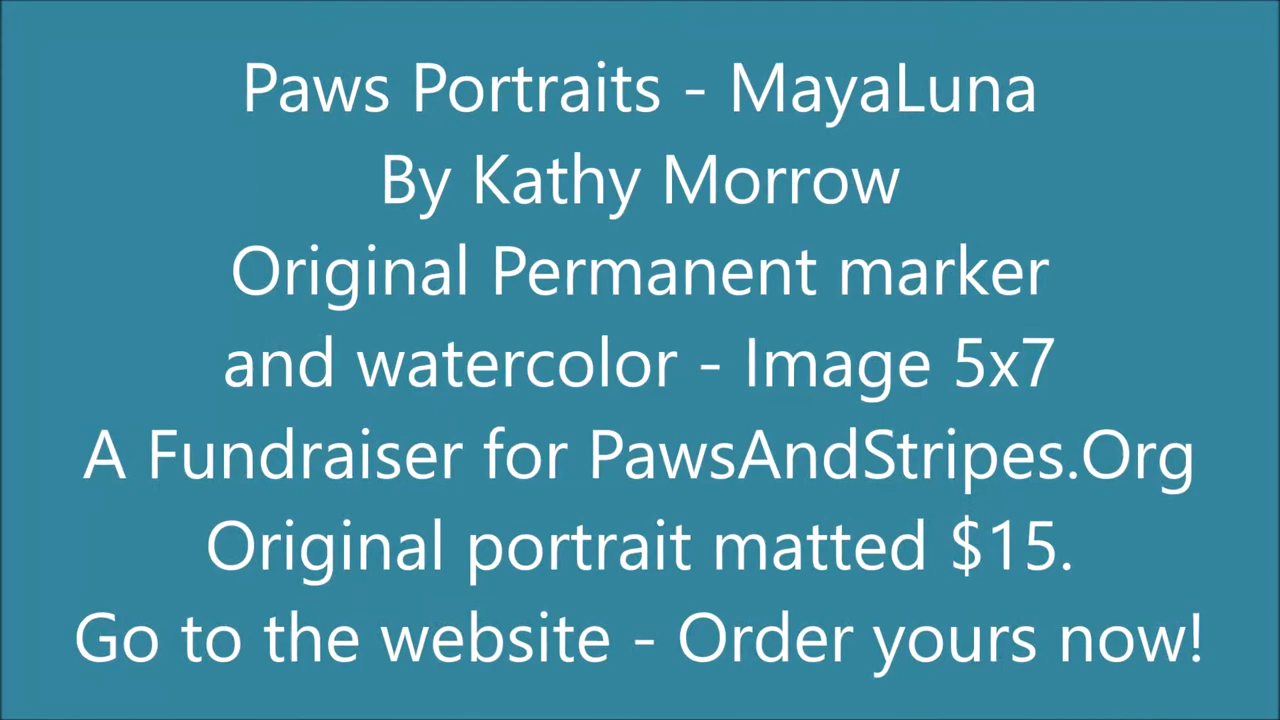 Paws Portraits - MayaLuna
By Kathy Morrow
Original Permanent marker
and watercolor - Image 5x7
A Fundraiser for PawsAndStripes.Org
Original portrait matted $15.
Go to the website - Order yours now!